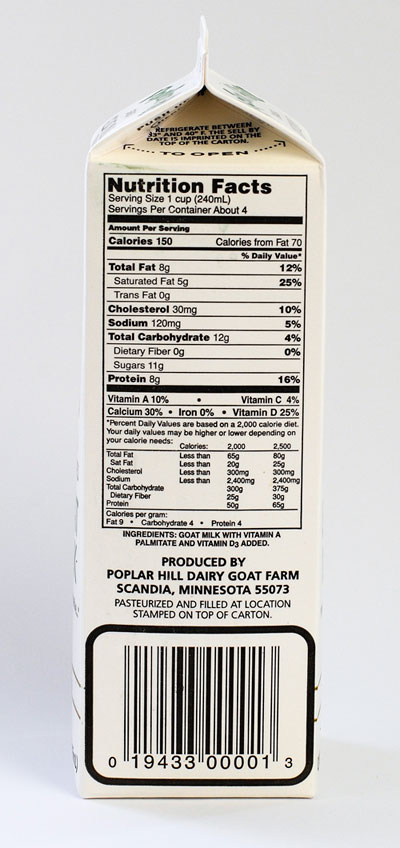 PUSH
REFRIGERATE BETWEEN
33° AND 40° F. THE SELL BY
DATE IS IMPRINTED ON THE
TOP OF THE CARTON.
TO OPEN
Nutrition Facts
Serving Size 1 cup (240mL)
Servings Per Container About 4
Amount Per Serving
Calories 150 Calories from Fat 70
% Daily Value*
Total Fat 8g 12%
Saturated Fat 5g 25%
Trans Fat 0g
Cholesterol 30mg 10%
Sodium 120mg 5%
Total Carbohydrate 12g 4%
Dietary Fiber 0g 0%
Sugars 11g
Protein 8g 16%
Vitamin A 10% • Vitamin C 4%
Calcium 30% • Iron 0% • Vitamin D 25%
*Percent Daily Values are based on a 2,000 calorie diet.
Your daily values may be higher or lower depending on
your calorie needs:
Calories: 2,000 2,500
Total Fat Less than 65g 80g
Sat Fat Less than 20g 25g
Cholesterol Less than 300mg 300mg
Sodium Less than 2,400mg 2,400mg
Total Carbohydrate 300g 375g
Dietary Fiber 25g 30g
Protein 50g 65g
Calories per gram:
Fat 9 • Carbohydrate 4 • Protein 4
INGREDIENTS: GOAT MILK WITH VITAMIN A
PALMITATE AND VITAMIN D3 ADDED.
PRODUCED BY
POPLAR HILL DAIRY GOAT FARM
SCANDIA, MINNESOTA 55073
PASTEURIZED AND FILLED AT LOCATION
STAMPED ON TOP OF CARTON.
0 19433 00001 3